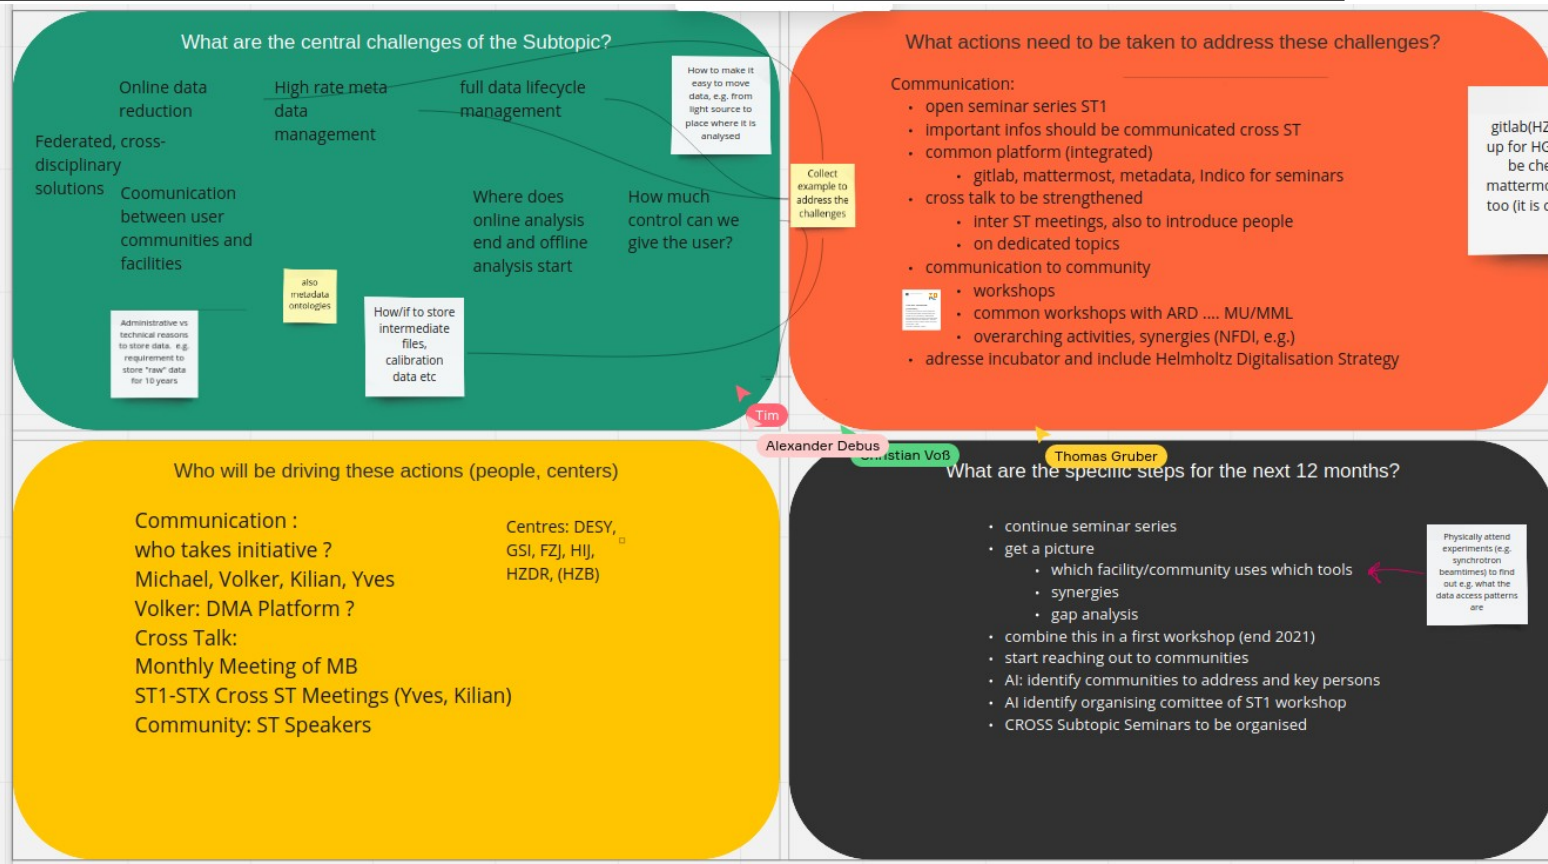 What are the central challenges of the Subtopic?
Online data
reduction
High rate meta
data
management
full data lifecycle
management
How to make it
easy to move
data, e.g. from
light source to
place where it is
analysed
Federated, cross-
disciplinary
solutions
Coomunication
between user
communities and
facilities
Where does
online analysis
end and offline
analysis start
How much
control can we
give the user?
also
metadata
ontologies
Administrative vs
technical reasons
to store data. e.g.
requirement to
store "raw" data
for 10 years
How/if to store
intermediate
files,
calibration
data etc
Collect
example to
address the
challenges
What actions need to be taken to address these challenges?
Communication:
• open seminar series ST1
• important infos should be communicated cross ST
• common platform (integrated)
• gitlab, mattermost, metadata, Indico for seminars
• cross talk to be strengthened
• inter ST meetings, also to introduce people
• on dedicated topics
• communication to community
• workshops
• common workshops with ARD .... MU/MML
• overarching activities, synergies (NFDI, e.g.)
• adresse incubator and include Helmholtz Digitalisation Strategy
gitlab(HZ
up for HG
be che
mattermo
too (it is c
Tim
Alexander Debus
Christian Voß
Thomas Gruber
Who will be driving these actions (people, centers)
Communication :
who takes initiative ?
Michael, Volker, Kilian, Yves
Volker: DMA Platform ?
Cross Talk:
Monthly Meeting of MB
ST1-STX Cross ST Meetings (Yves, Kilian)
Community: ST Speakers
Centres: DESY,
GSI, FZJ, HIJ,
HZDR, (HZB)
What are the specific steps for the next 12 months?
• continue seminar series
• get a picture
• which facility/community uses which tools
• synergies
• gap analysis
• combine this in a first workshop (end 2021)
• start reaching out to communities
• AI: identify communities to address and key persons
• AI identify organising comittee of ST1 workshop
• CROSS Subtopic Seminars to be organised
Physically attend
experiments (e.g.
synchrotron
beamtimes) to find
out e.g. what the
data access patterns
are